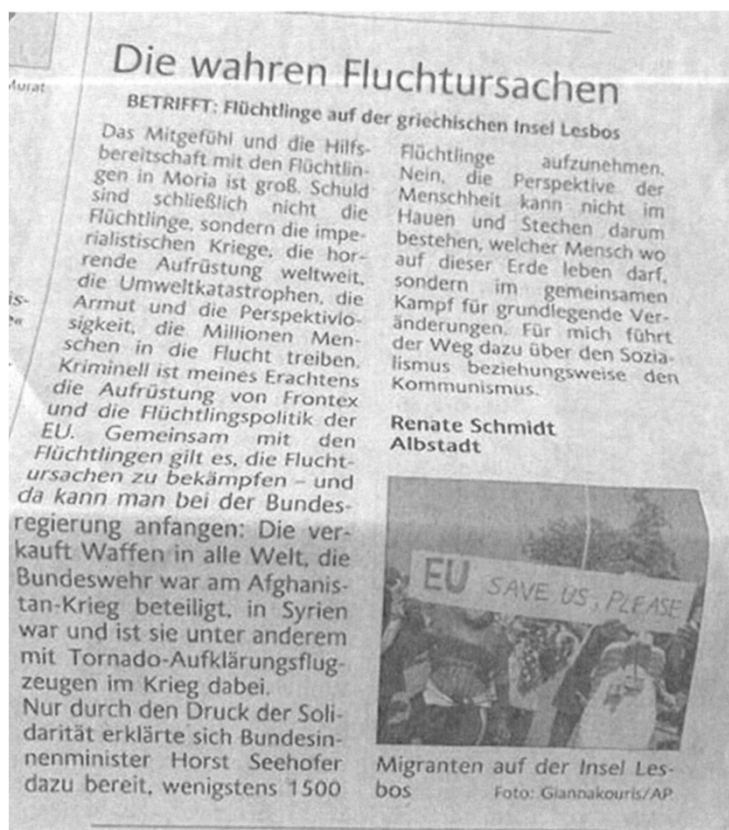 Murat
is-
e«
Die wahren Fluchtursachen
BETRIFFT: Flüchtlinge auf der griechischen Insel Lesbos
Das Mitgefühl und die Hilfs-
bereitschaft mit den Flüchtlin-
gen in Moria ist groß. Schuld
sind schließlich nicht die
Flüchtlinge, sondern die impe-
rialistischen Kriege, die hor-
rende Aufrüstung weltweit,
die Umweltkatastrophen, die
Armut und die Perspektivlo-
sigkeit, die Millionen Men-
schen in die Flucht treiben.
Kriminell ist meines Erachtens
die Aufrüstung von Frontex
und die Flüchtlingspolitik der
EU. Gemeinsam mit den
Flüchtlingen gilt es, die Flucht-
ursachen zu bekämpfen – und
da kann man bei der Bundes-
regierung anfangen: Die ver-
kauft Waffen in alle Welt, die
Bundeswehr war am Afghanis-
tan-Krieg beteiligt, in Syrien
war und ist sie unter anderem
mit Tornado-Aufklärungsflug-
zeugen im Krieg dabei.
Nur durch den Druck der Soli-
darität erklärte sich Bundesin-
nenminister Horst Seehofer
dazu bereit, wenigstens 1500
Flüchtlinge aufzunehmen.
Nein, die Perspektive der
Menschheit kann nicht im
Hauen und Stechen darum
bestehen, welcher Mensch wo
auf dieser Erde leben darf,
sondern im gemeinsamen
Kampf für grundlegende Ver-
änderungen. Für mich führt
der Weg dazu über den Sozia-
lismus beziehungsweise den
Kommunismus.
Renate Schmidt
Albstadt
EU SAVE US, PLEASE
Migranten auf der Insel Les-
bos Foto: Giannakouris/AP